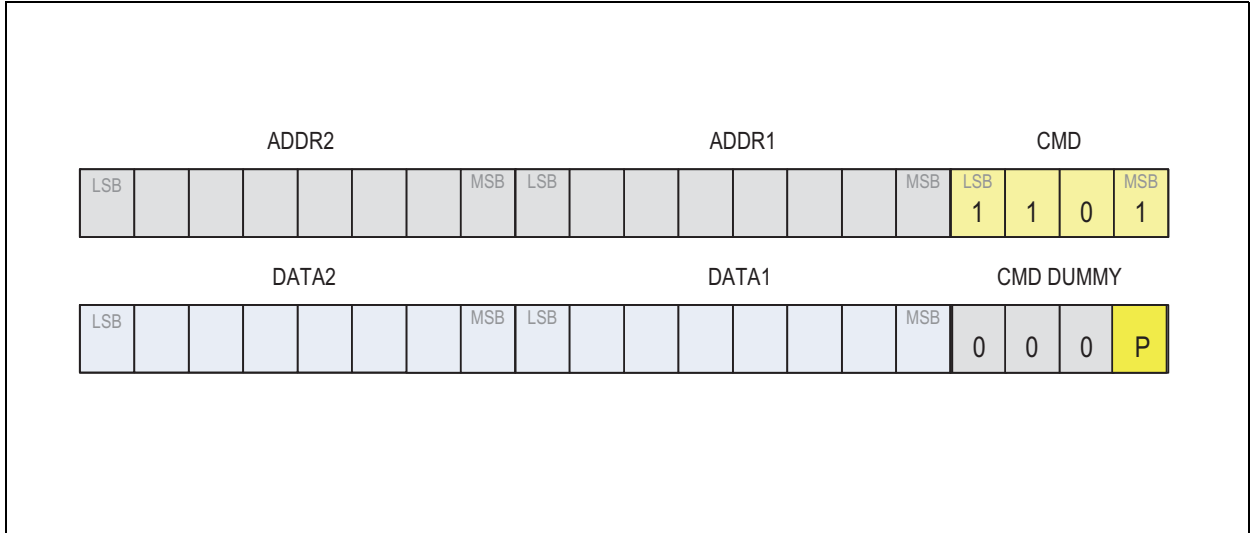 ADDR2 ADDR1 CMD
LSB MSB LSB MSB LSB MSB
1 1 0 1
DATA2 DATA1 CMD DUMMY
LSB MSB LSB MSB
0 0 0 P